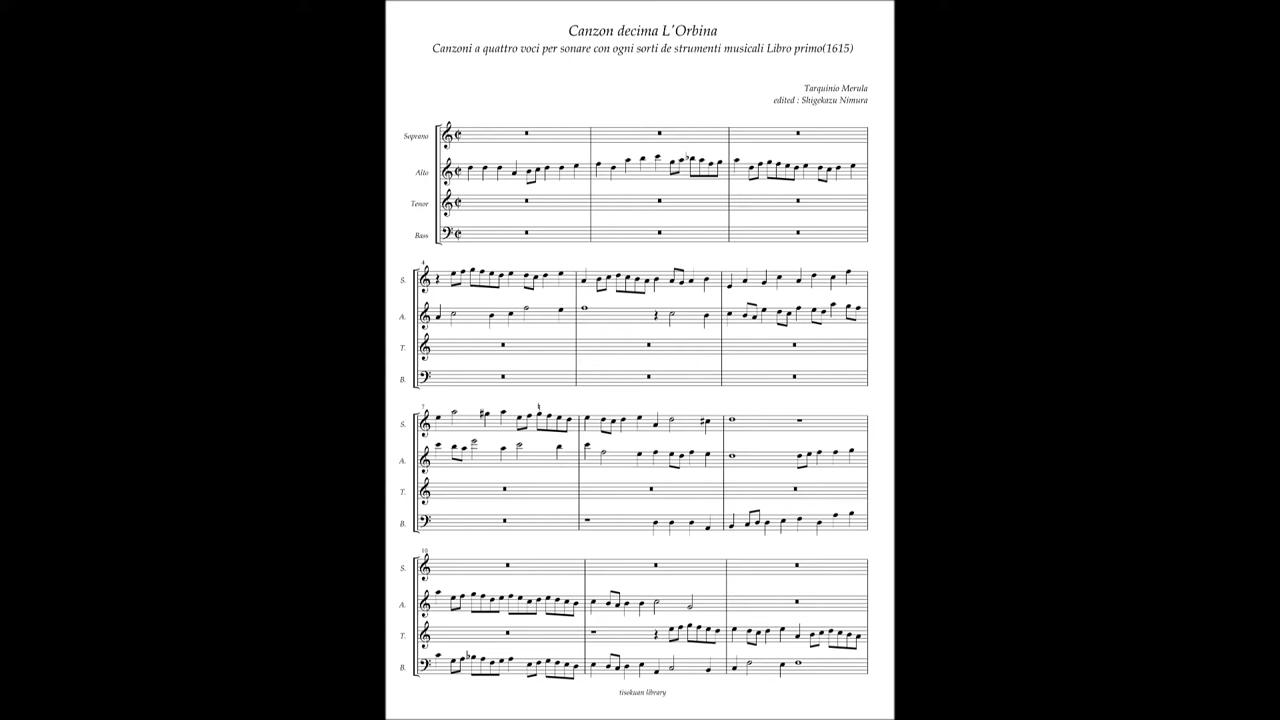 Canzon decima L'Orbina
Canzoni a quattro voci per sonare con ogni sorti de strumenti musicali Libro primo(1615)
Tarquinio Merula
edited : Shigekazu Nimura
Soprano
Alto
Tenor
Bass
4
S.
A.
T.
B.
7
S.
A.
T.
B.
10
S.
A.
T.
B.
tisokuan library